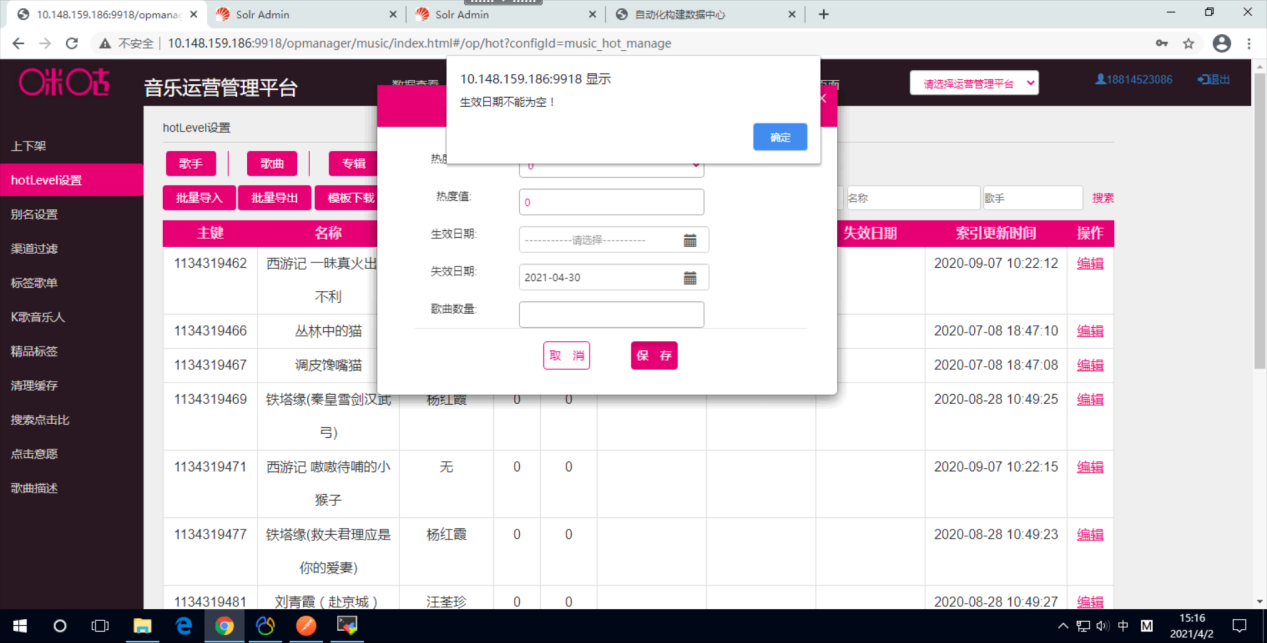 10.148.159.186:9918/opmanag
Solr Admin
Solr Admin
自动化构建数据中心
不安全
10.148.159.186:9918/opmanager/music/index.html#/op/hot?configId=music_hot_manage
咪咕
音乐运营管理平台
请选择运营管理平台
18814523086
退出
10.148.159.186:9918 显示
生效日期不能为空！
确定
上下架
hotLevel设置
别名设置
渠道过滤
标签歌单
K歌音乐人
精品标签
清理缓存
搜索点击比
点击意愿
歌曲描述
hotLevel设置
歌手
歌曲
专辑
批量导入
批量导出
模板下载
名称
歌手
搜索
0
热度值:
0
生效日期:
-----------请选择----------
失效日期:
2021-04-30
歌曲数量:
取 消
保 存
主键 名称 失效日期 索引更新时间 操作
1134319462 西游记 一昧真火出 2020-09-07 10:22:12 编辑
不利
1134319466 丛林中的猫 2020-07-08 18:47:10 编辑
1134319467 调皮馋嘴猫 2020-07-08 18:47:08 编辑
1134319469 铁塔缘(秦皇雪剑汉武 杨红霞 0 0 2020-08-28 10:49:25 编辑
弓)
1134319471 西游记 嗷嗷待哺的小 无 0 0 2020-09-07 10:22:15 编辑
猴子
1134319477 铁塔缘(救夫君理应是 杨红霞 0 0 2020-08-28 10:49:23 编辑
你的爱妻)
1134319481 刘青霞（赴京城） 汪荃珍 0 0 2020-08-28 10:49:27 编辑
中
M
15:16
2021/4/2